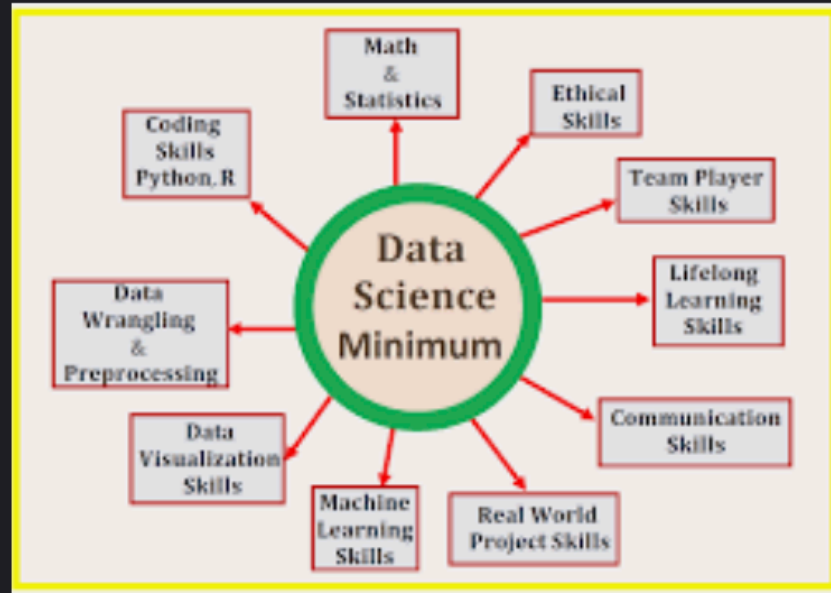 Math
&
Statistics
Ethical
Skills
Coding
Skills
Python, R
Team Player
Skills
Data
Science
Minimum
Lifelong
Learning
Skills
Data
Wrangling
&
Preprocessing
Communication
Skills
Data
Visualization
Skills
Machine
Learning
Skills
Real World
Project Skills